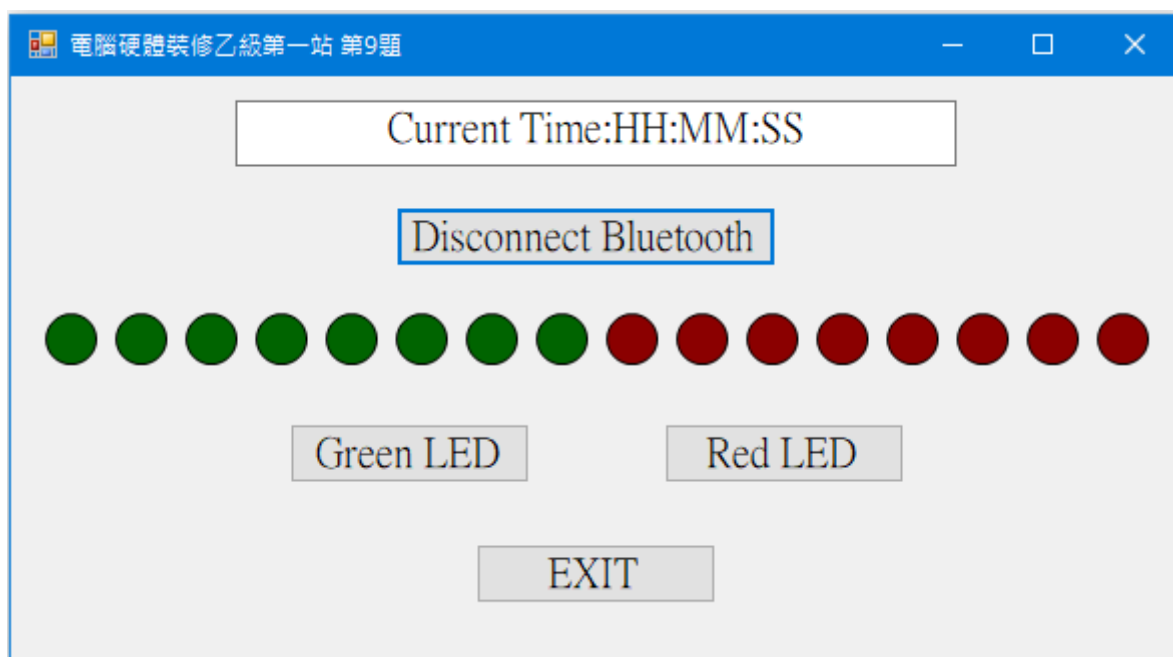 電腦硬體裝修乙級第一站 第9題
Current Time:HH:MM:SS
Disconnect Bluetooth
Green LED
Red LED
EXIT